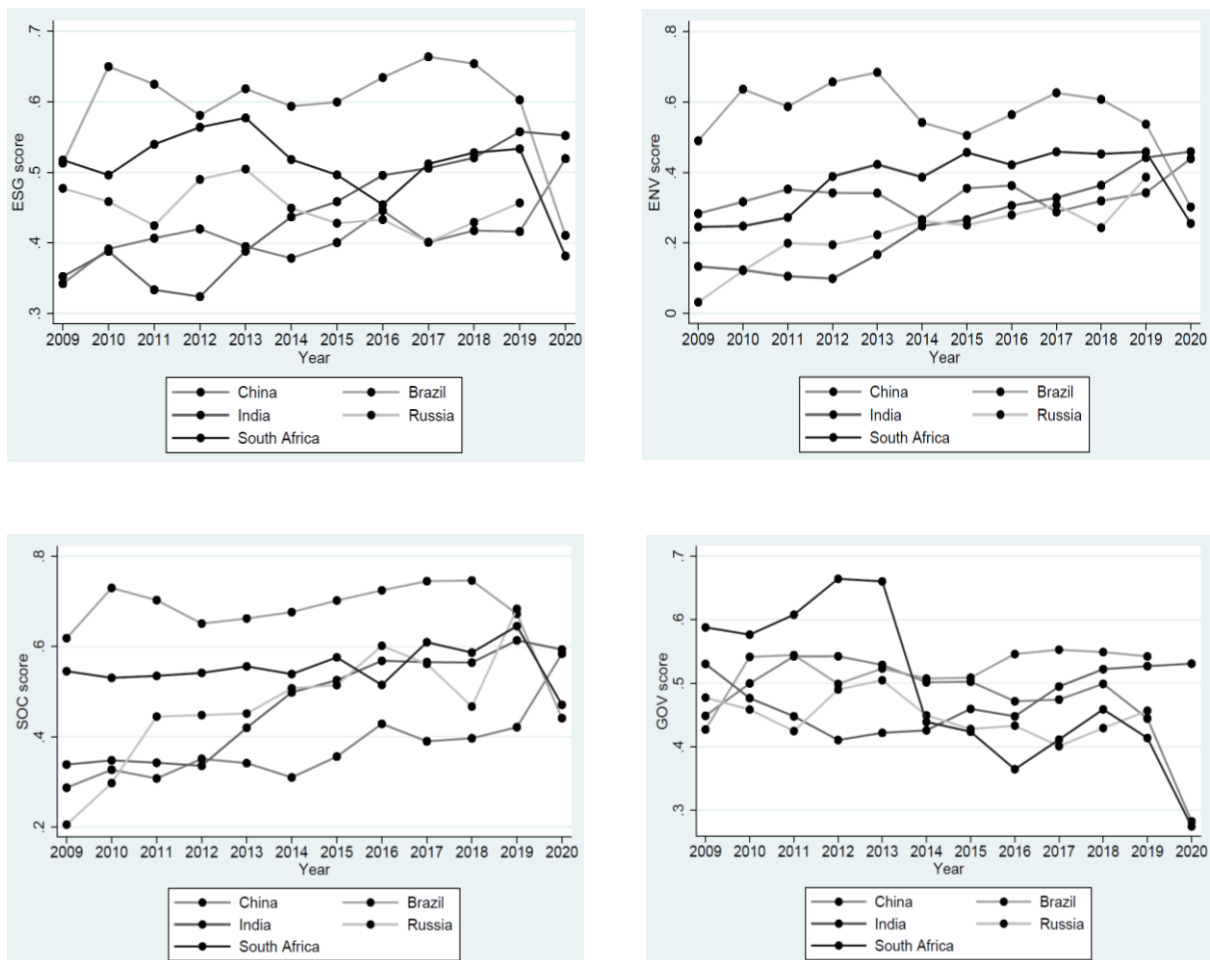 ESG score
.7
.6
.5
.4
.3
2009 2010 2011 2012 2013 2014 2015 2016 2017 2018 2019 2020
Year
China Brazil
India Russia
South Africa
ENV score
.8
.6
.4
.2
0
2009 2010 2011 2012 2013 2014 2015 2016 2017 2018 2019 2020
Year
China Brazil
India Russia
South Africa
SOC score
.8
.6
.4
.2
2009 2010 2011 2012 2013 2014 2015 2016 2017 2018 2019 2020
Year
China Brazil
India Russia
South Africa
GOV score
.7
.6
.5
.4
.3
2009 2010 2011 2012 2013 2014 2015 2016 2017 2018 2019 2020
Year
China Brazil
India Russia
South Africa